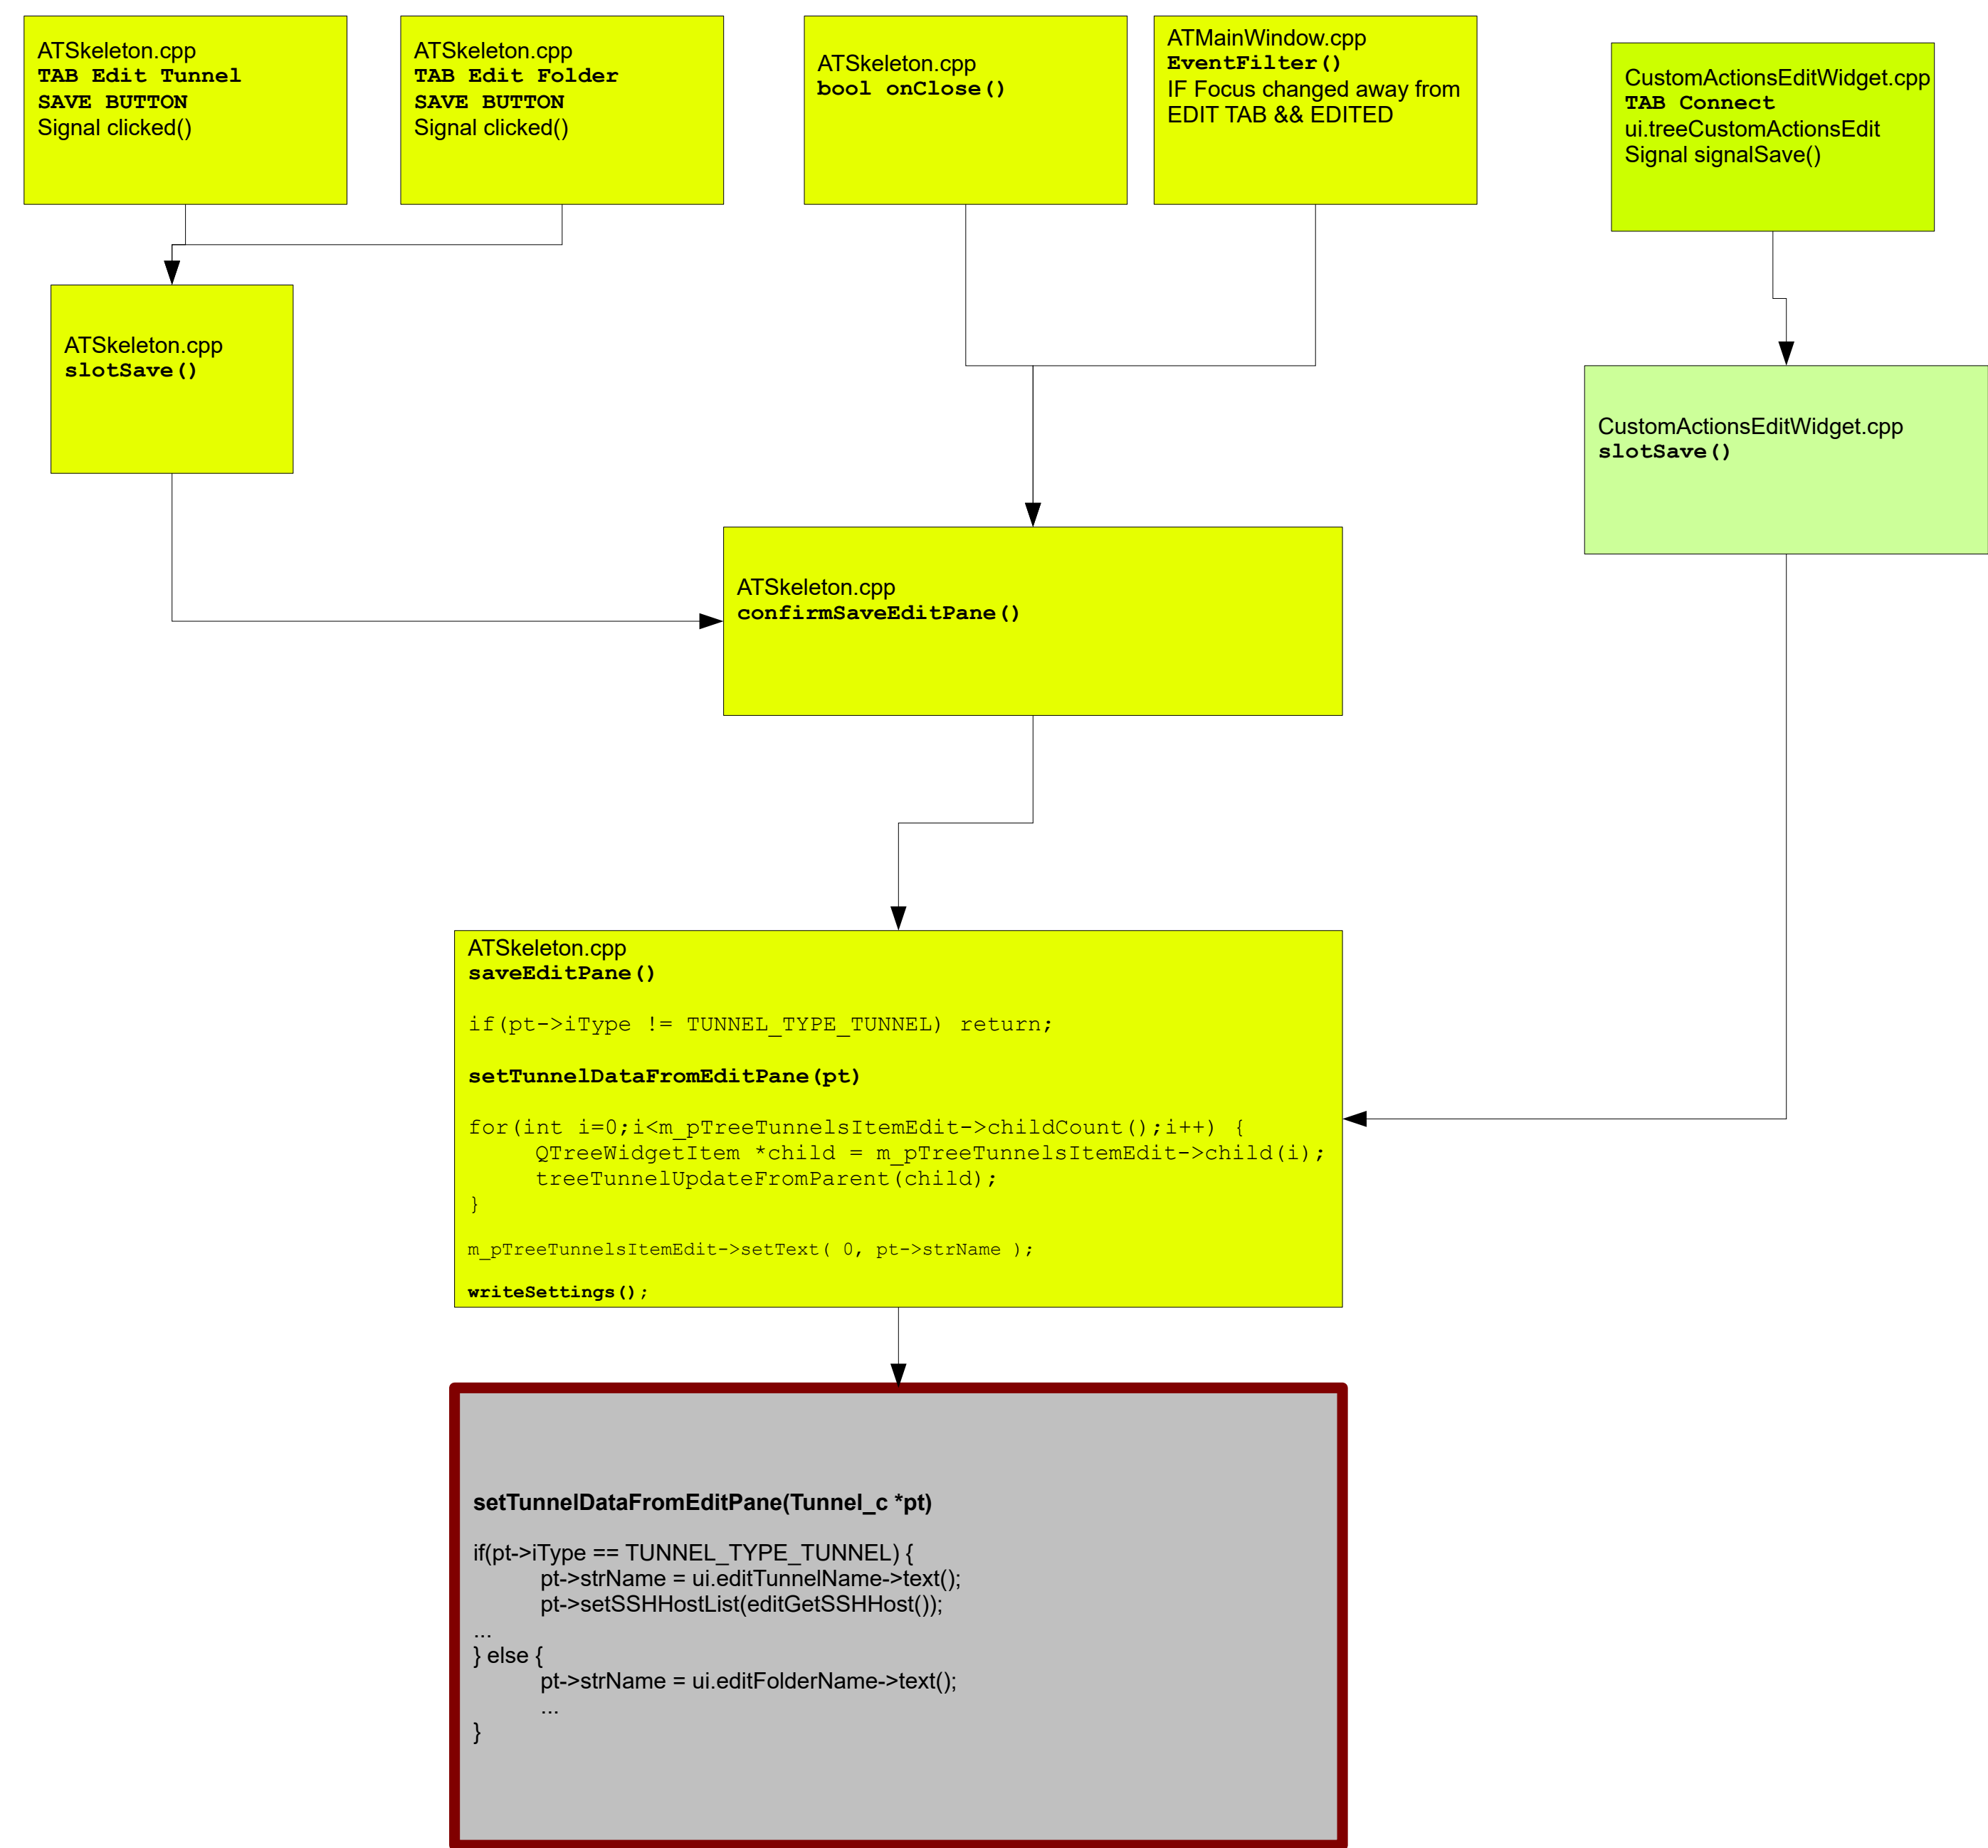 ATSkeleton.cpp
TAB Edit Tunnel
SAVE BUTTON
Signal clicked()
ATSkeleton.cpp
TAB Edit Folder
SAVE BUTTON
Signal clicked()
ATSkeleton.cpp
bool onClose()
ATMainWindow.cpp
EventFilter()
IF Focus changed away from
EDIT TAB && EDITED
CustomActionsEditWidget.cpp
TAB Connect
ui.treeCustomActionsEdit
Signal signalSave()
ATSkeleton.cpp
slotSave()
CustomActionsEditWidget.cpp
slotSave()
ATSkeleton.cpp
confirmSaveEditPane()
ATSkeleton.cpp
saveEditPane()
if(pt->iType != TUNNEL_TYPE_TUNNEL) return;
setTunnelDataFromEditPane(pt)
for(int i=0;i<m_pTreeTunnelsItemEdit->childCount();i++) {
QTreeWidgetItem *child = m_pTreeTunnelsItemEdit->child(i);
treeTunnelUpdateFromParent(child);
}
m_pTreeTunnelsItemEdit->setText( 0, pt->strName );
writeSettings();
setTunnelDataFromEditPane(Tunnel_c *pt)
if(pt->iType == TUNNEL_TYPE_TUNNEL) {
pt->strName = ui.editTunnelName->text();
pt->setSSHHostList(editGetSSHHost());
...
} else {
pt->strName = ui.editFolderName->text();
...
}